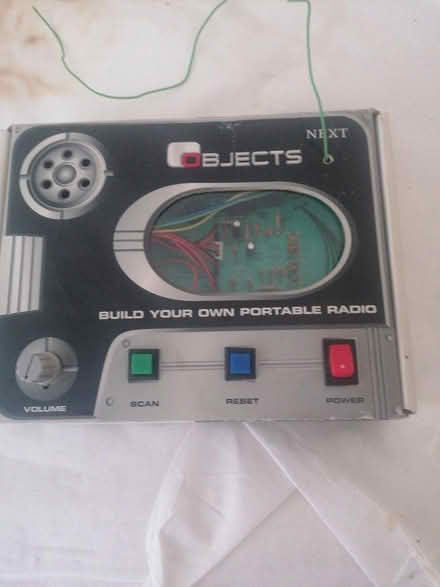 NEXT
OBJECTS
BUILD YOUR OWN PORTABLE RADIO
VOLUME
SCAN
RESET
POWER